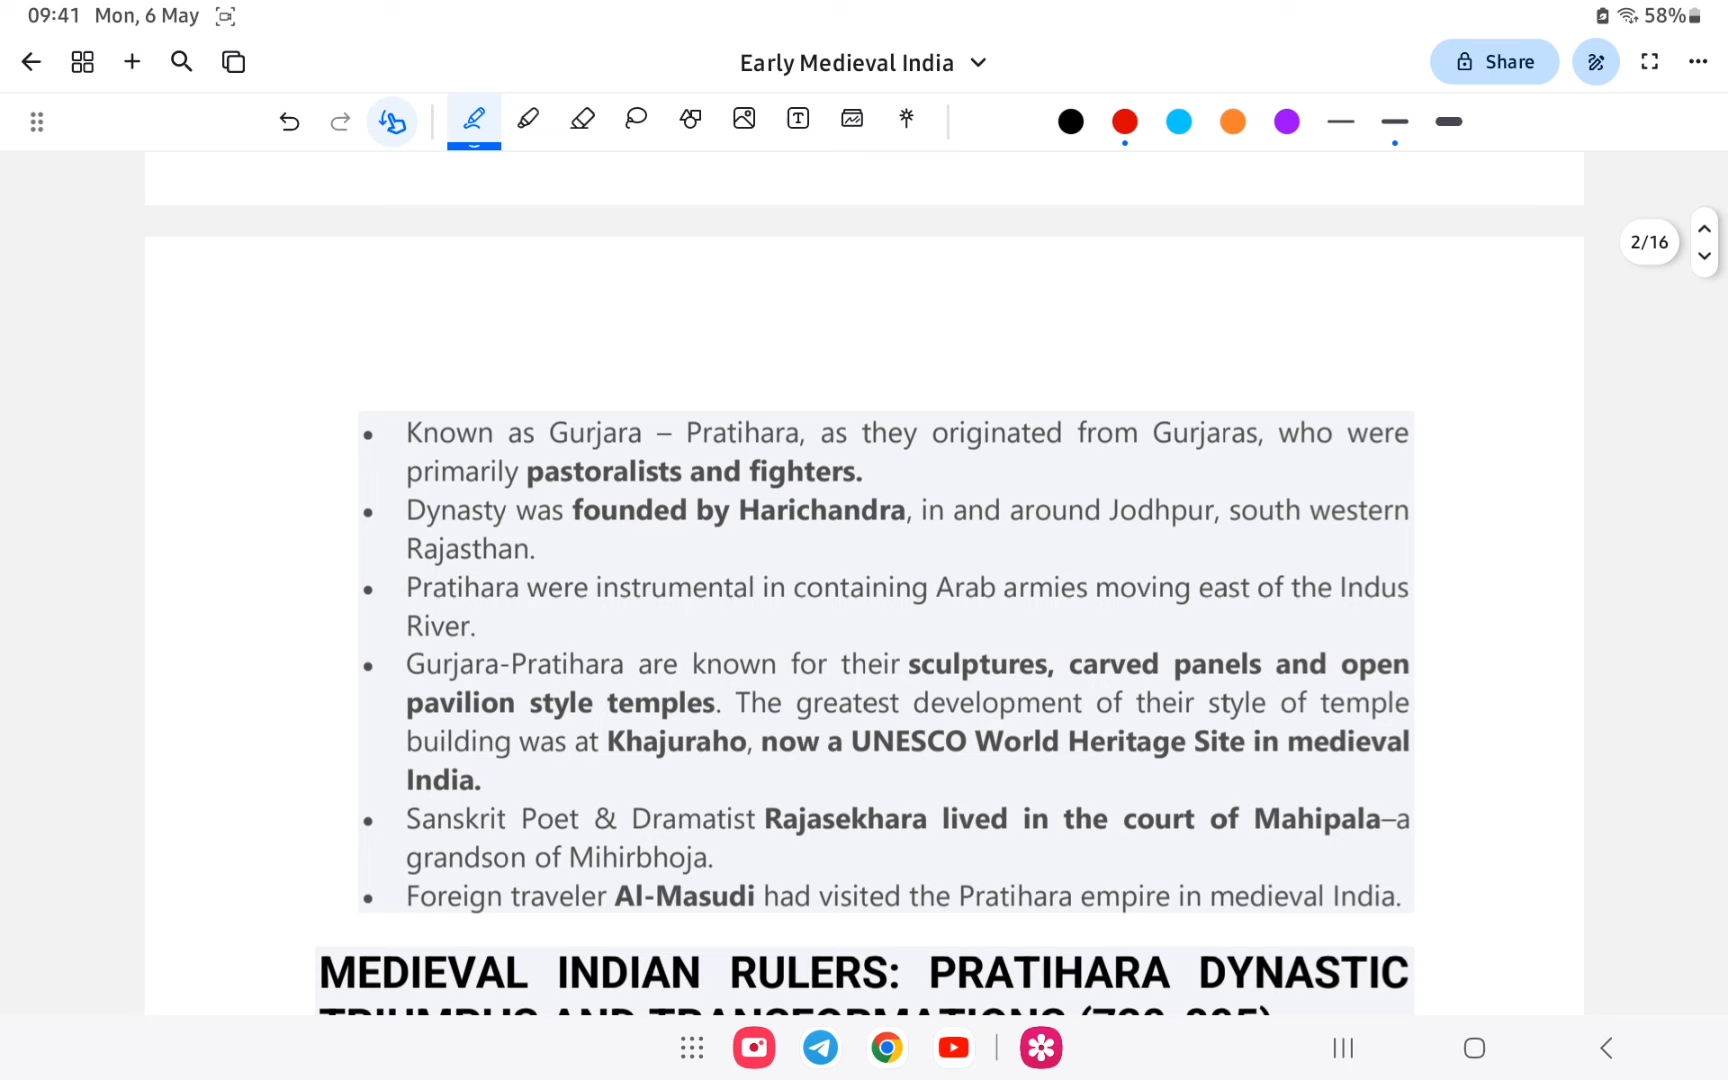 09:41 Mon, 6 May
58%
Early Medieval India
Share
2/16
Known as Gurjara – Pratihara, as they originated from Gurjaras, who were
primarily pastoralists and fighters.
Dynasty was founded by Harichandra, in and around Jodhpur, south western
Rajasthan.
Pratihara were instrumental in containing Arab armies moving east of the Indus
River.
Gurjara-Pratihara are known for their sculptures, carved panels and open
pavilion style temples. The greatest development of their style of temple
building was at Khajuraho, now a UNESCO World Heritage Site in medieval
India.
Sanskrit Poet & Dramatist Rajasekhara lived in the court of Mahipala–a
grandson of Mihirbhoja.
Foreign traveler Al-Masudi had visited the Pratihara empire in medieval India.
MEDIEVAL INDIAN RULERS: PRATIHARA DYNASTIC
TRIUMPHS AND TRANSFORMATIONS